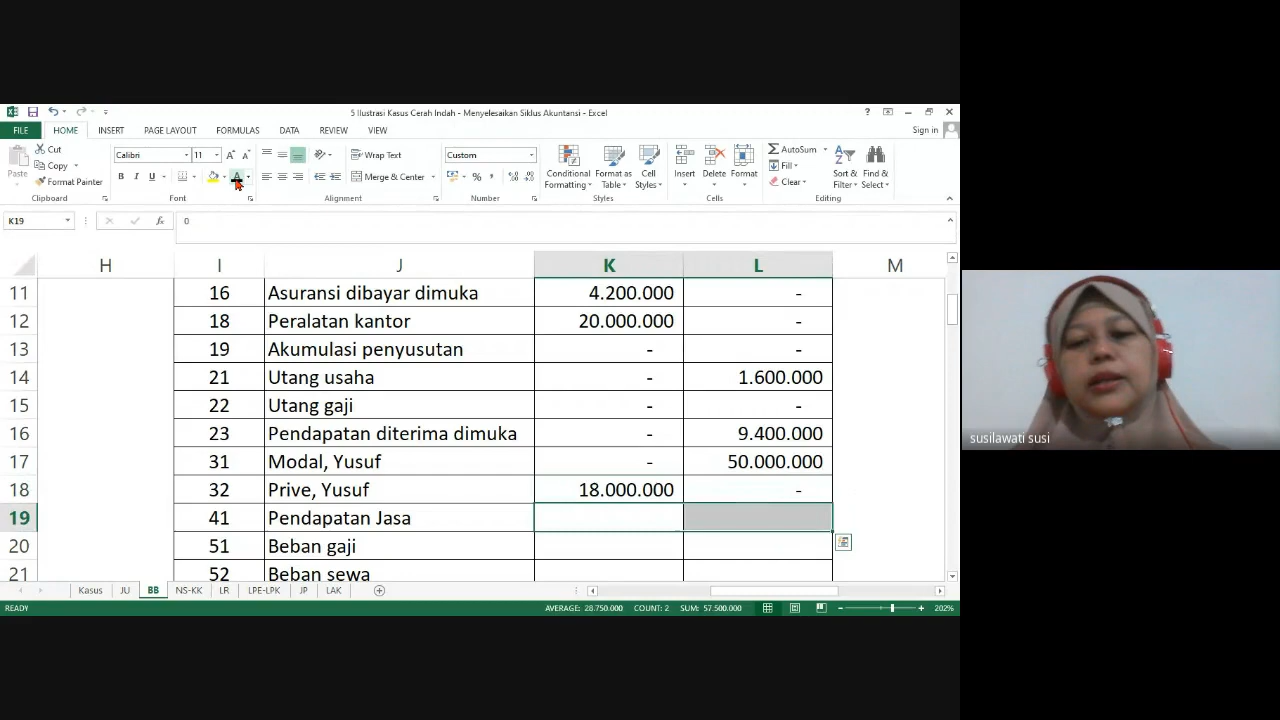 5 Ilustrasi Kasus Cerah Indah - Menyelesaikan Siklus Akuntansi - Excel
FILE HOME INSERT PAGE LAYOUT FORMULAS DATA REVIEW VIEW Sign in
Cut
Copy
Format Painter
Paste
Clipboard
Calibri 11
B I U
Font
Wrap Text
Merge & Center
Alignment
Custom
%
Number
Conditional Formatting
Format as Table
Cell Styles
Styles
Insert Delete Format
Cells
AutoSum
Fill
Clear
Sort & Filter
Find & Select
Editing
K19 fx 0
H I J K L M
11 16 Asuransi dibayar dimuka 4.200.000 -
12 18 Peralatan kantor 20.000.000 -
13 19 Akumulasi penyusutan - -
14 21 Utang usaha - 1.600.000
15 22 Utang gaji - -
16 23 Pendapatan diterima dimuka - 9.400.000
17 31 Modal, Yusuf - 50.000.000
18 32 Prive, Yusuf 18.000.000 -
19 41 Pendapatan Jasa
20 51 Beban gaji
21 52 Beban sewa
Kasus JU BB NS-KK LR LPE-LPK JP LAK
READY AVERAGE: 28.750.000 COUNT: 2 SUM: 57.500.000 202%
susilawati susi